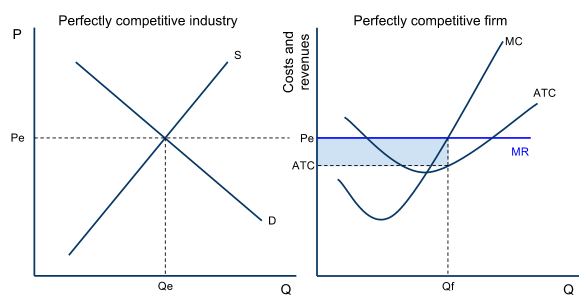 Perfectly competitive industry
P
S
Pe
D
Qe
Q
Perfectly competitive firm
Costs and
revenues
MC
ATC
Pe
MR
ATC
Qf
Q